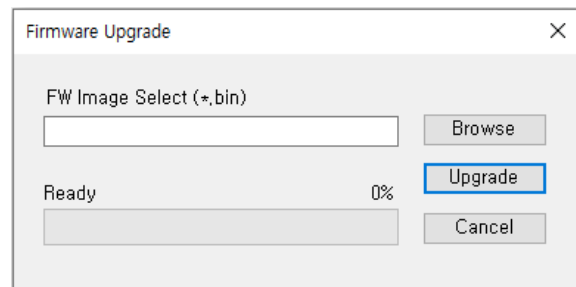 Firmware Upgrade
FW Image Select (*.bin)
Browse
Upgrade
Ready 0%
Cancel